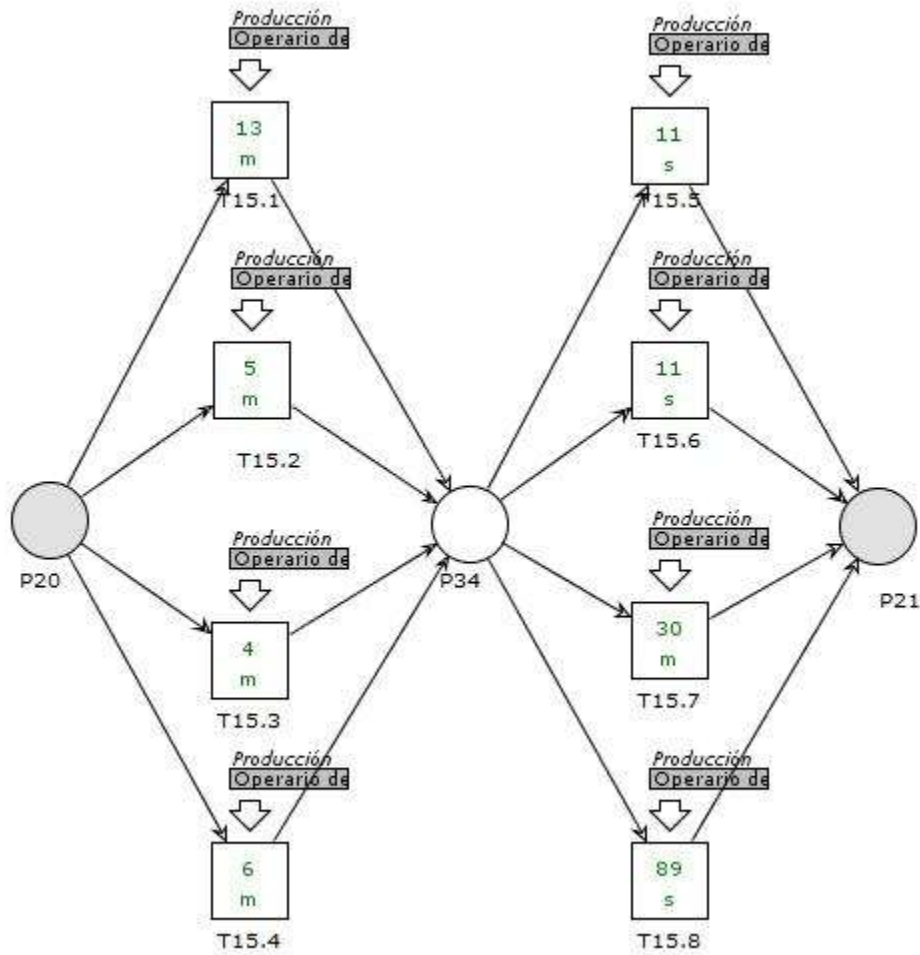 Producción
Operario de
13
m
T15.1
Producción
Operario de
11
s
T15.5
Producción
Operario de
5
m
T15.2
Producción
Operario de
11
s
T15.6
P20
P34
P21
Producción
Operario de
4
m
T15.3
Producción
Operario de
30
m
T15.7
Producción
Operario de
6
m
T15.4
Producción
Operario de
89
s
T15.8